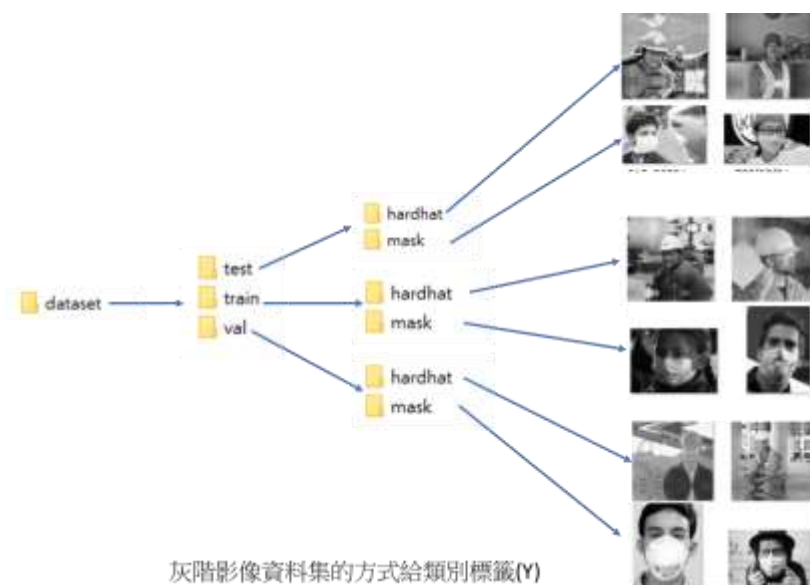 hardhat
mask
test
train
val
dataset
hardhat
mask
hardhat
mask
灰階影像資料集的方式給類別標籤(Y)